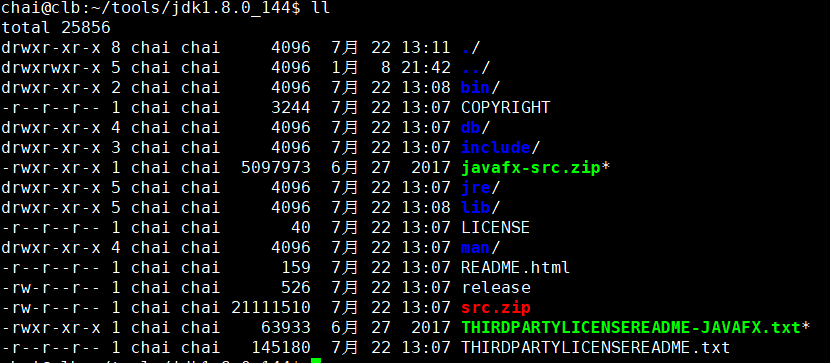 chai@clb:~/tools/jdk1.8.0_144$ ll
total 25856
drwxr-xr-x 8 chai chai     4096  7月  22 13:11 ./
drwxrwxr-x 5 chai chai     4096  1月   8 21:42 ../
drwxr-xr-x 2 chai chai     4096  7月  22 13:08 bin/
-r--r--r-- 1 chai chai     3244  7月  22 13:07 COPYRIGHT
drwxr-xr-x 4 chai chai     4096  7月  22 13:07 db/
drwxr-xr-x 3 chai chai     4096  7月  22 13:07 include/
-rwxr-xr-x 1 chai chai  5097973  6月  27  2017 javafx-src.zip*
drwxr-xr-x 5 chai chai     4096  7月  22 13:07 jre/
drwxr-xr-x 5 chai chai     4096  7月  22 13:08 lib/
-r--r--r-- 1 chai chai       40  7月  22 13:07 LICENSE
drwxr-xr-x 4 chai chai     4096  7月  22 13:07 man/
-r--r--r-- 1 chai chai      159  7月  22 13:07 README.html
-rw-r--r-- 1 chai chai      526  7月  22 13:07 release
-rw-r--r-- 1 chai chai 21111510  7月  22 13:07 src.zip
-rwxr-xr-x 1 chai chai    63933  6月  27  2017 THIRDPARTYLICENSEREADME-JAVAFX.txt*
-r--r--r-- 1 chai chai   145180  7月  22 13:07 THIRDPARTYLICENSEREADME.txt